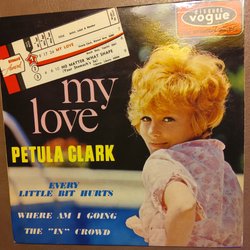 DISQUES
vogue
MY LOVE
NO MATTER WHAT SHAPE
my
love
PETULA CLARK
EVERY
LITTLE BIT HURTS
WHERE AM I GOING
THE "IN" CROWD